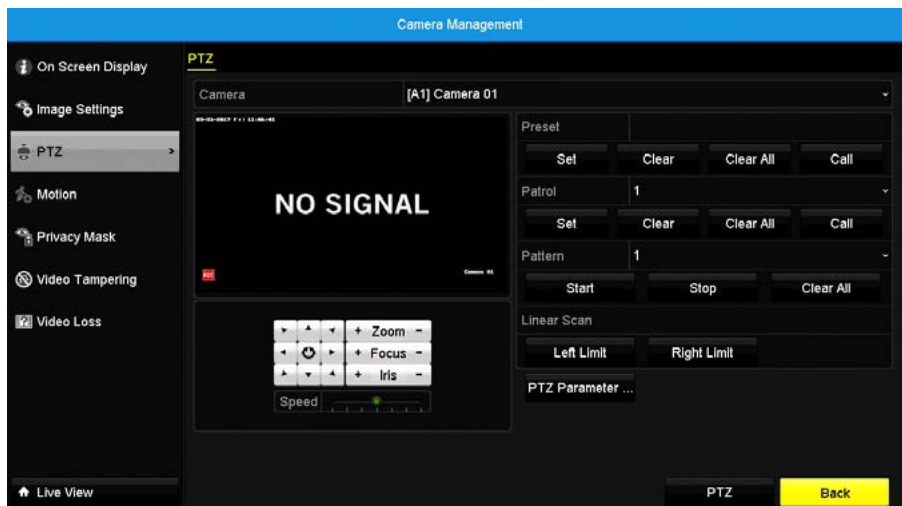 Camera Management
On Screen Display
Image Settings
PTZ
Motion
Privacy Mask
Video Tampering
Video Loss
Live View
PTZ
Camera [A1] Camera 01
NO SIGNAL
Camera 01
+ Zoom -
+ Focus -
+ Iris -
Speed
Preset
Set Clear Clear All Call
Patrol 1
Set Clear Clear All Call
Pattern 1
Start Stop Clear All
Linear Scan
Left Limit Right Limit
PTZ Parameter ...
PTZ Back